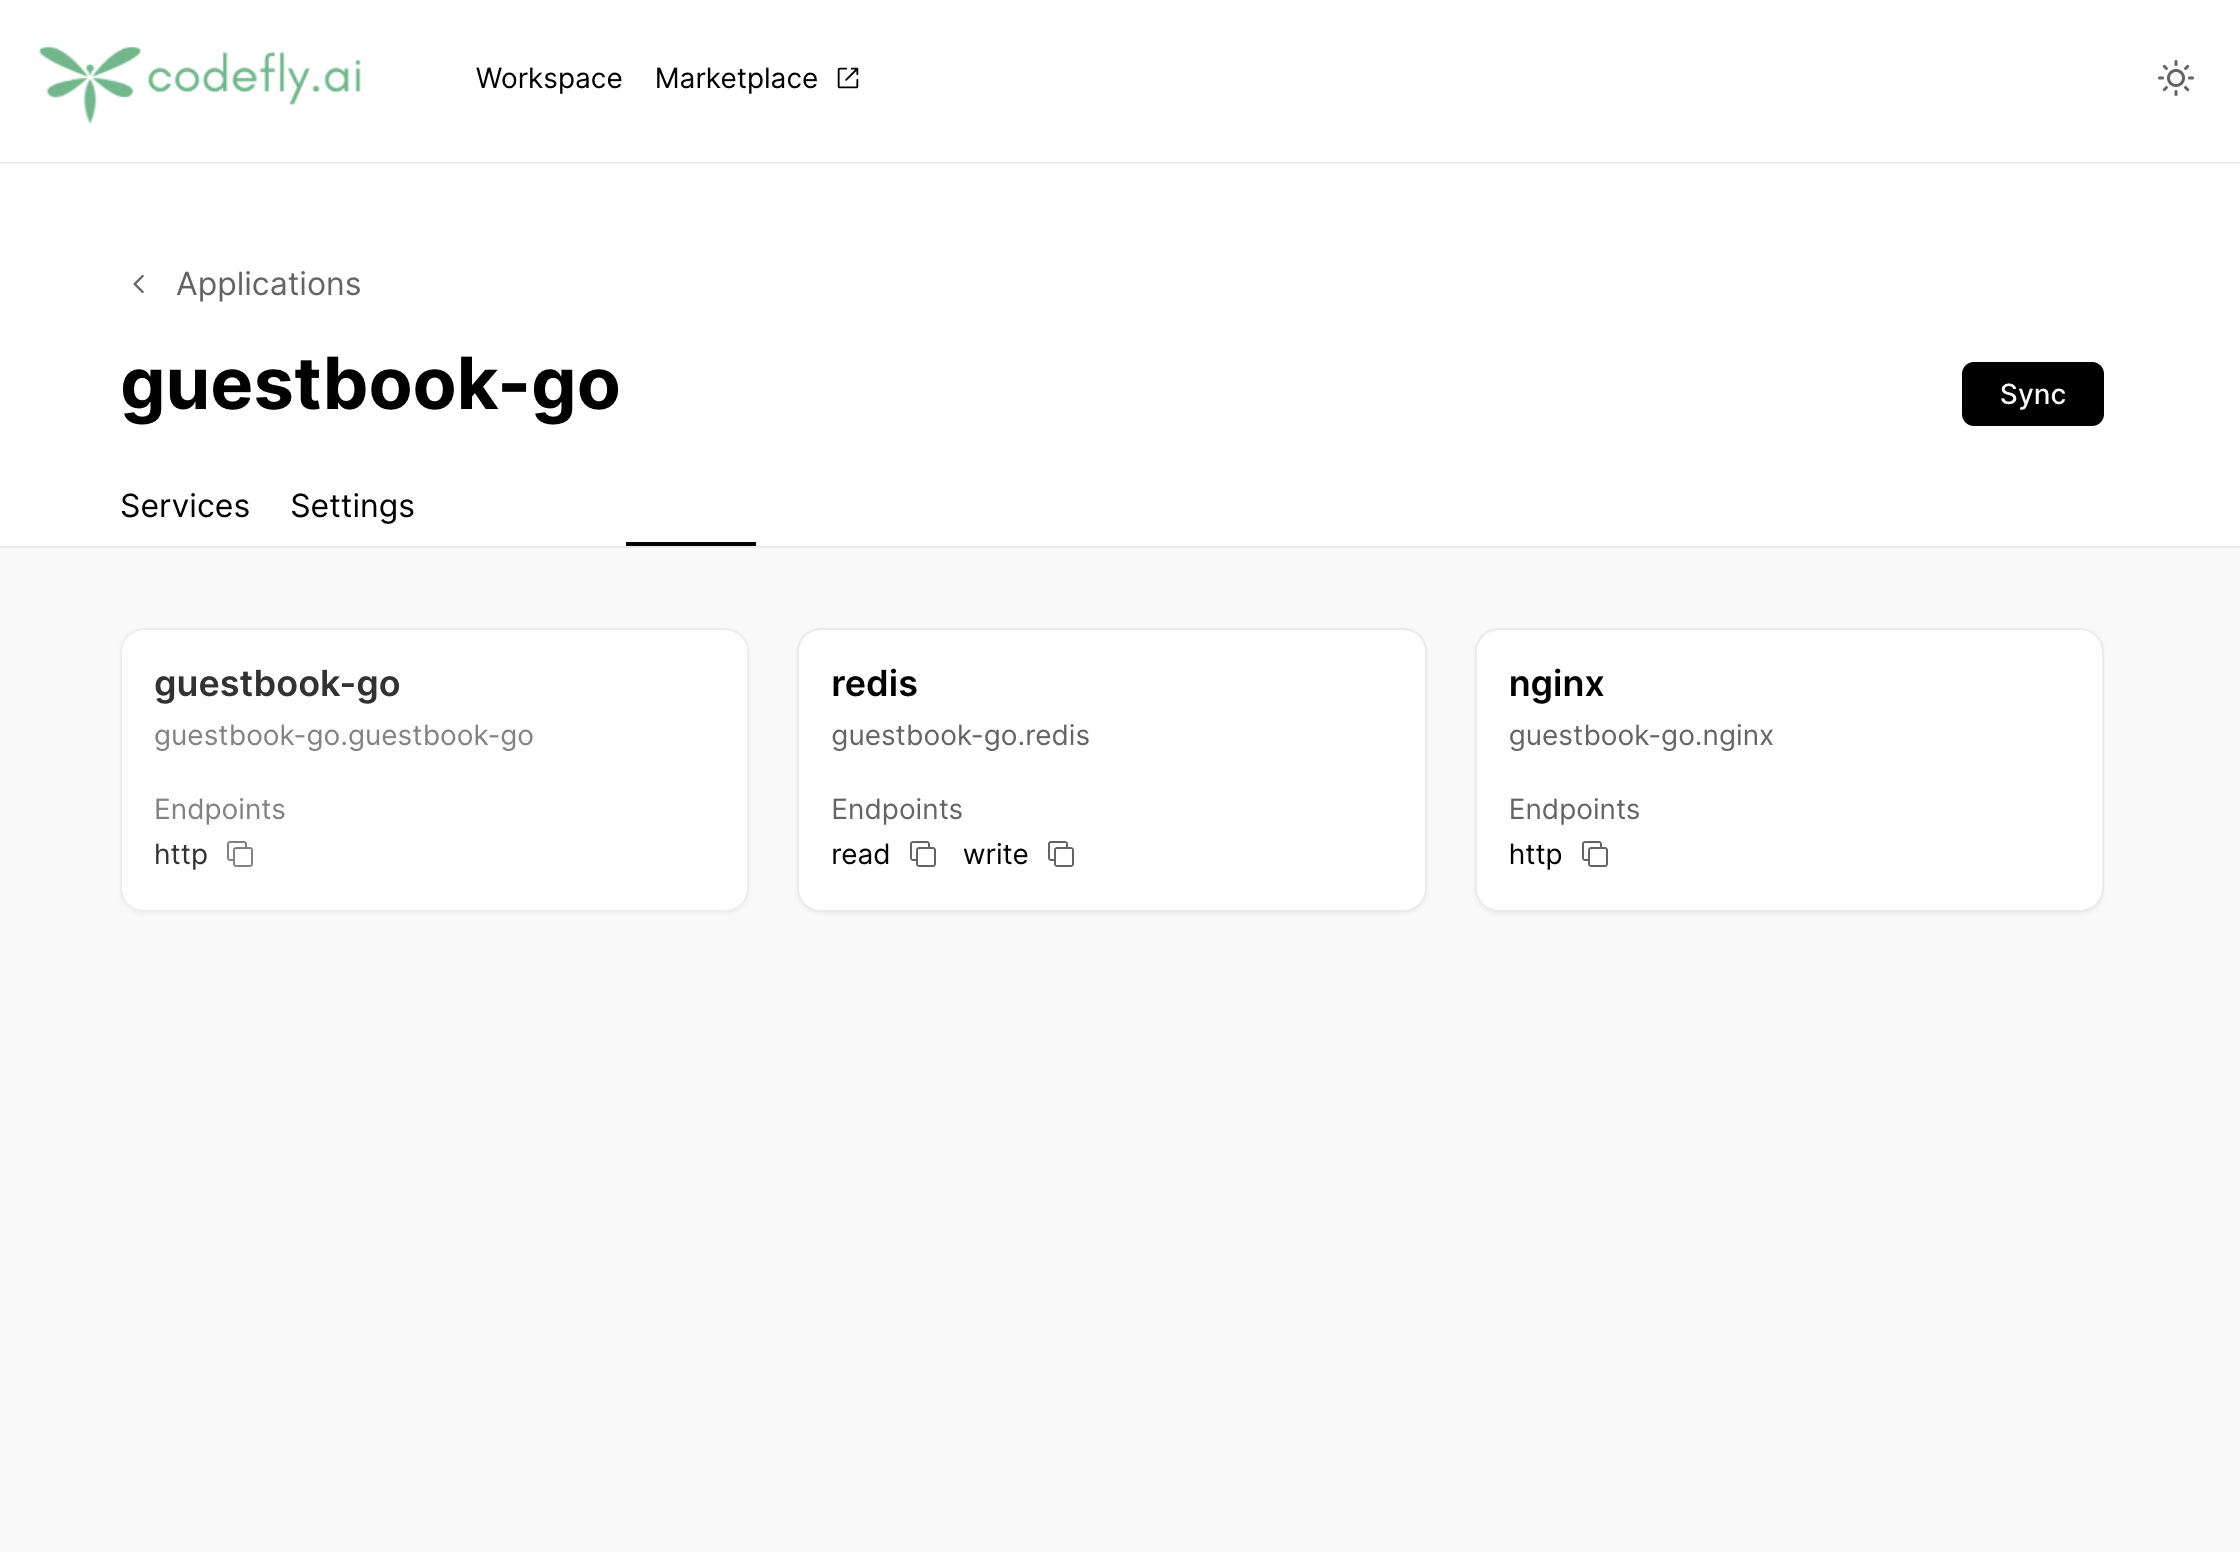 codefly.ai
Workspace Marketplace
Applications
guestbook-go
Sync
Services Settings
guestbook-go
guestbook-go.guestbook-go
Endpoints
http
redis
guestbook-go.redis
Endpoints
read write
nginx
guestbook-go.nginx
Endpoints
http